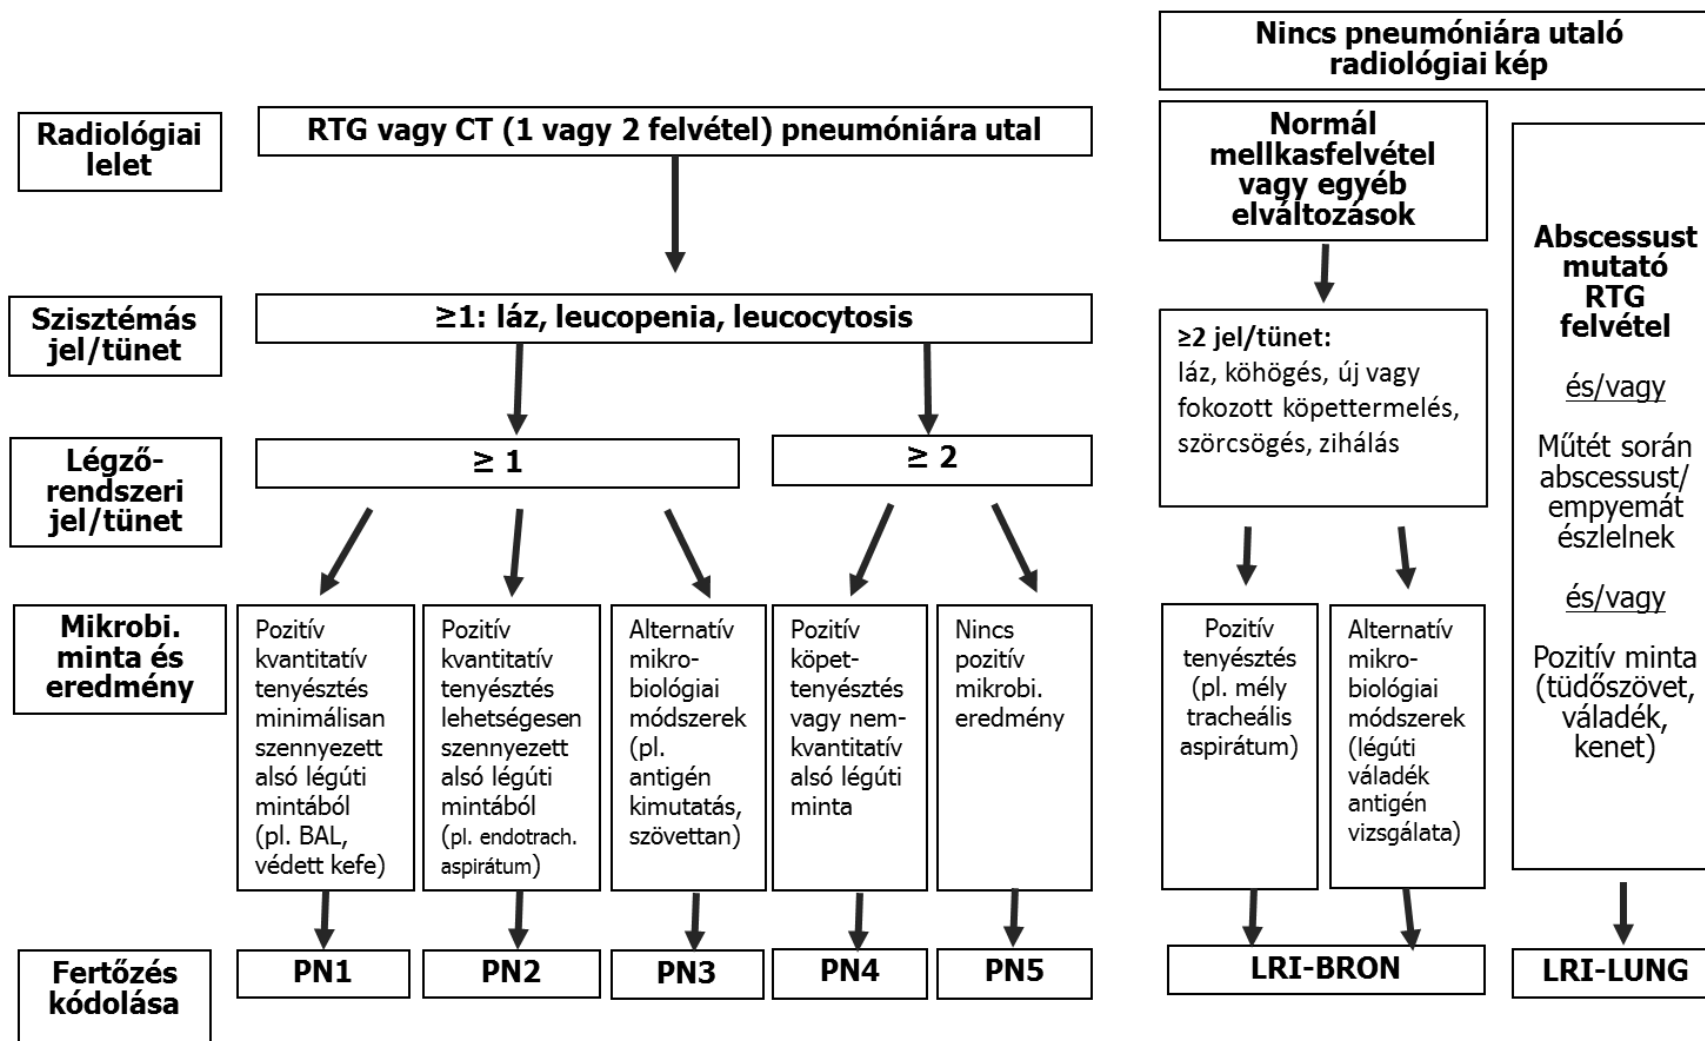 Nincs pneumóniára utaló
radiológiai kép
Radiológiai
lelet
RTG vagy CT (1 vagy 2 felvétel) pneumóniára utal
Normál
mellkasfelvétel
vagy egyéb
elváltozások
Abscessust
mutató
RTG
felvétel
és/vagy
Műtét során
abscessust/
empyemát
észlelnek
és/vagy
Pozitív minta
(tüdőszövet,
váladék,
kenet)
Szisztémás
jel/tünet
≥1: láz, leucopenia, leucocytosis
≥2 jel/tünet:
láz, köhögés, új vagy
fokozott köpettermelés,
szörcsögés, zihálás
Légző-
rendszeri
jel/tünet
≥ 1
≥ 2
Mikrobi.
minta és
eredmény
Pozitív
kvantitatív
tenyésztés
minimálisan
szennyezett
alsó légúti
mintából
(pl. BAL,
védett kefe)
Pozitív
kvantitatív
tenyésztés
lehetségesen
szennyezett
alsó légúti
mintából
(pl. endotrach.
aspirátum)
Alternatív
mikro-
biológiai
módszerek
(pl.
antigén
kimutatás,
szövettan)
Pozitív
köpet-
tenyésztés
vagy nem-
kvantitatív
alsó légúti
minta
Nincs
pozitív
mikrobi.
eredmény
Pozitív
tenyésztés
(pl. mély
tracheális
aspirátum)
Alternatív
mikro-
biológiai
módszerek
(légúti
váladék
antigén
vizsgálata)
Fertőzés
kódolása
PN1
PN2
PN3
PN4
PN5
LRI-BRON
LRI-LUNG